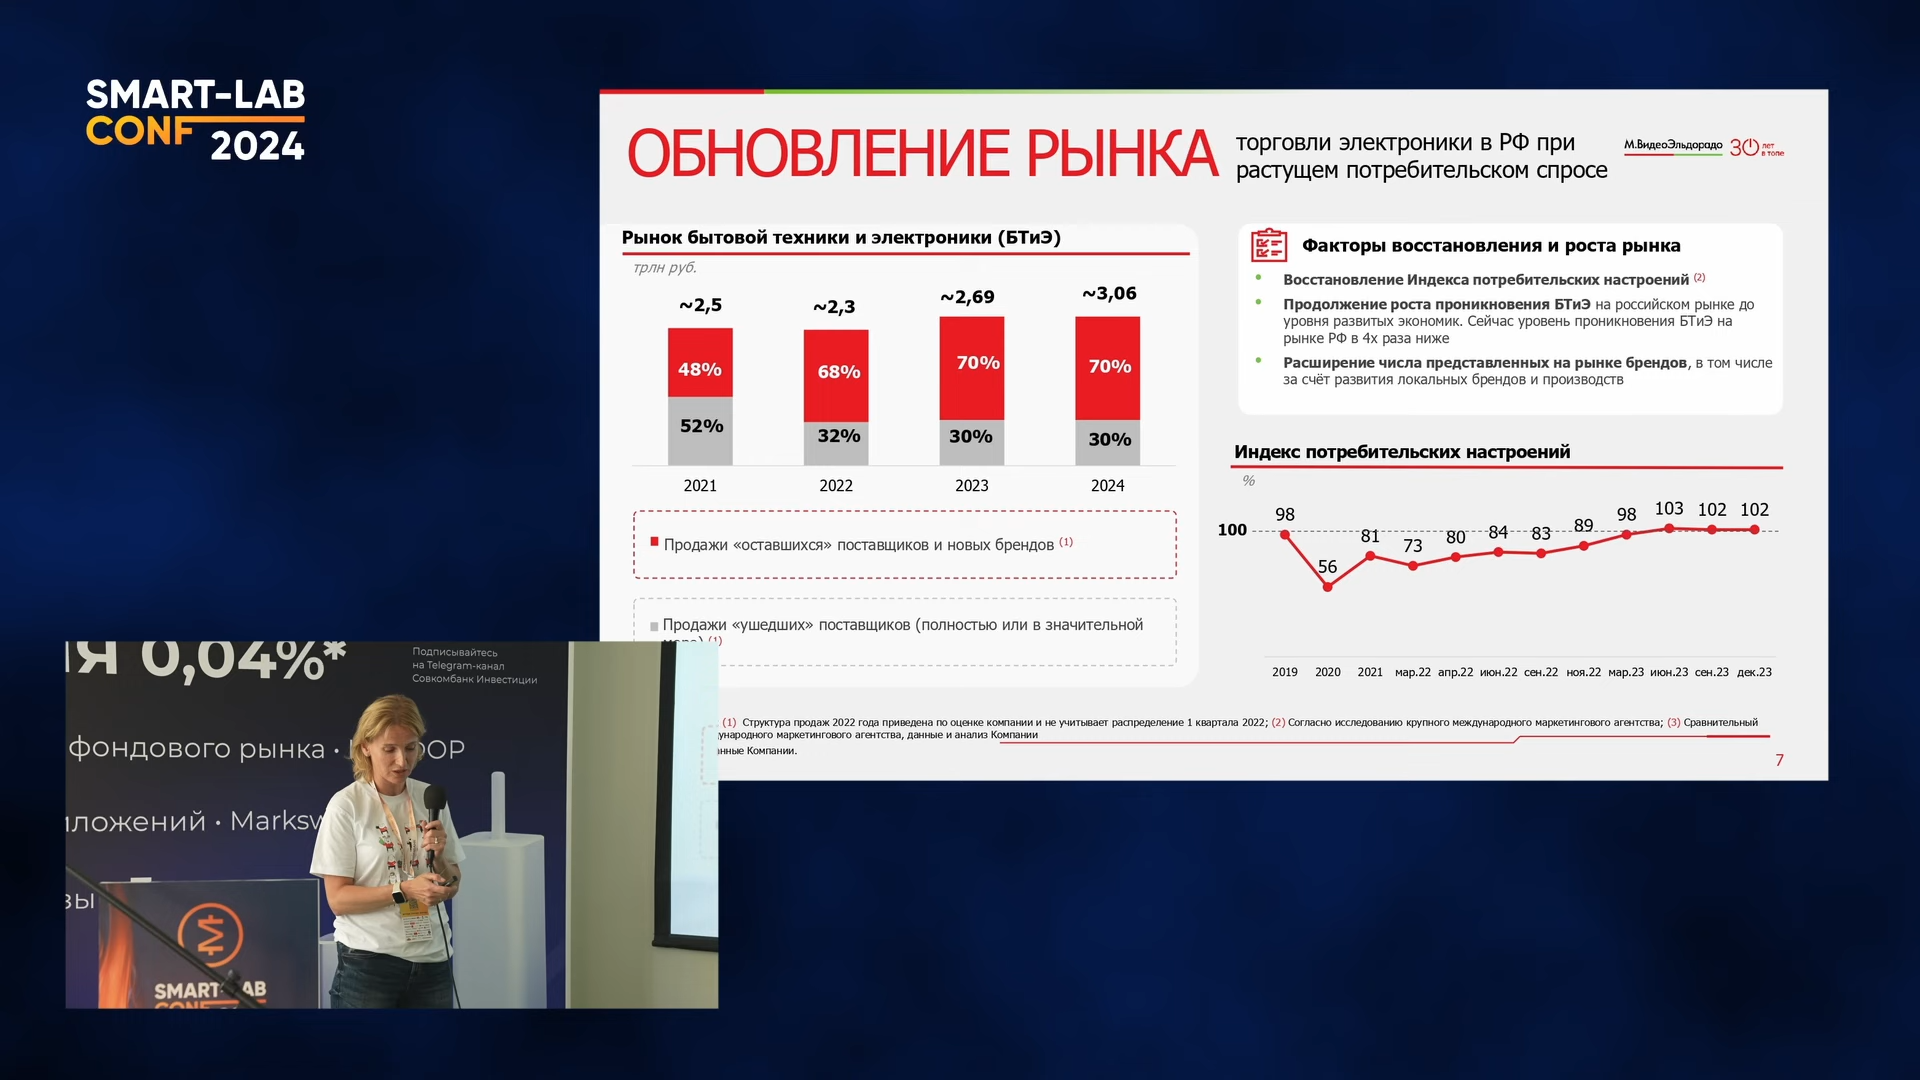 SMART-LAB
CONF 2024
ОБНОВЛЕНИЕ РЫНКА
торговли электроники в РФ при
растущем потребительском спросе
М.ВидеоЭльдорадо
30 лет
в топе
Рынок бытовой техники и электроники (БТиЭ)
трлн руб.
~2,5
~2,3
~2,69
~3,06
48%
68%
70%
70%
52%
32%
30%
30%
2021
2022
2023
2024
Продажи «оставшихся» поставщиков и новых брендов (1)
Продажи «ушедших» поставщиков (полностью или в значительной
(1)
Факторы восстановления и роста рынка
• Восстановление Индекса потребительских настроений (2)
• Продолжение роста проникновения БТиЭ на российском рынке до
уровня развитых экономик. Сейчас уровень проникновения БТиЭ на
рынке РФ в 4х раза ниже
• Расширение числа представленных на рынке брендов, в том числе
за счёт развития локальных брендов и производств
Индекс потребительских настроений
%
100
98
56
81
73
80
84
83
89
98
103
102
102
2019
2020
2021
мар.22
апр.22
июн.22
сен.22
ноя.22
мар.23
июн.23
сен.23
дек.23
(1) Структура продаж 2022 года приведена по оценке компании и не учитывает распределение 1 квартала 2022; (2) Согласно исследованию крупного международного маркетингового агентства; (3) Сравнительный
ународного маркетингового агентства, данные и анализ Компании
нные Компании.
7
Я 0,04%*
Подписывайтесь
на Telegram-канал
Совкомбанк Инвестиции
фондового рынка ·
ОР
ложений · Marksw
зы
SMART-LAB
CONF